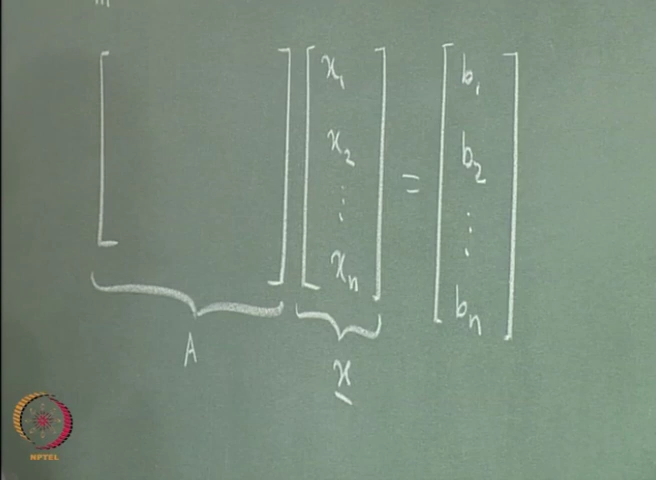 [ ] [ x₁ x₂ ⋮ xₙ ] = [ b₁ b₂ ⋮ bₙ ]
A
x
NPTEL